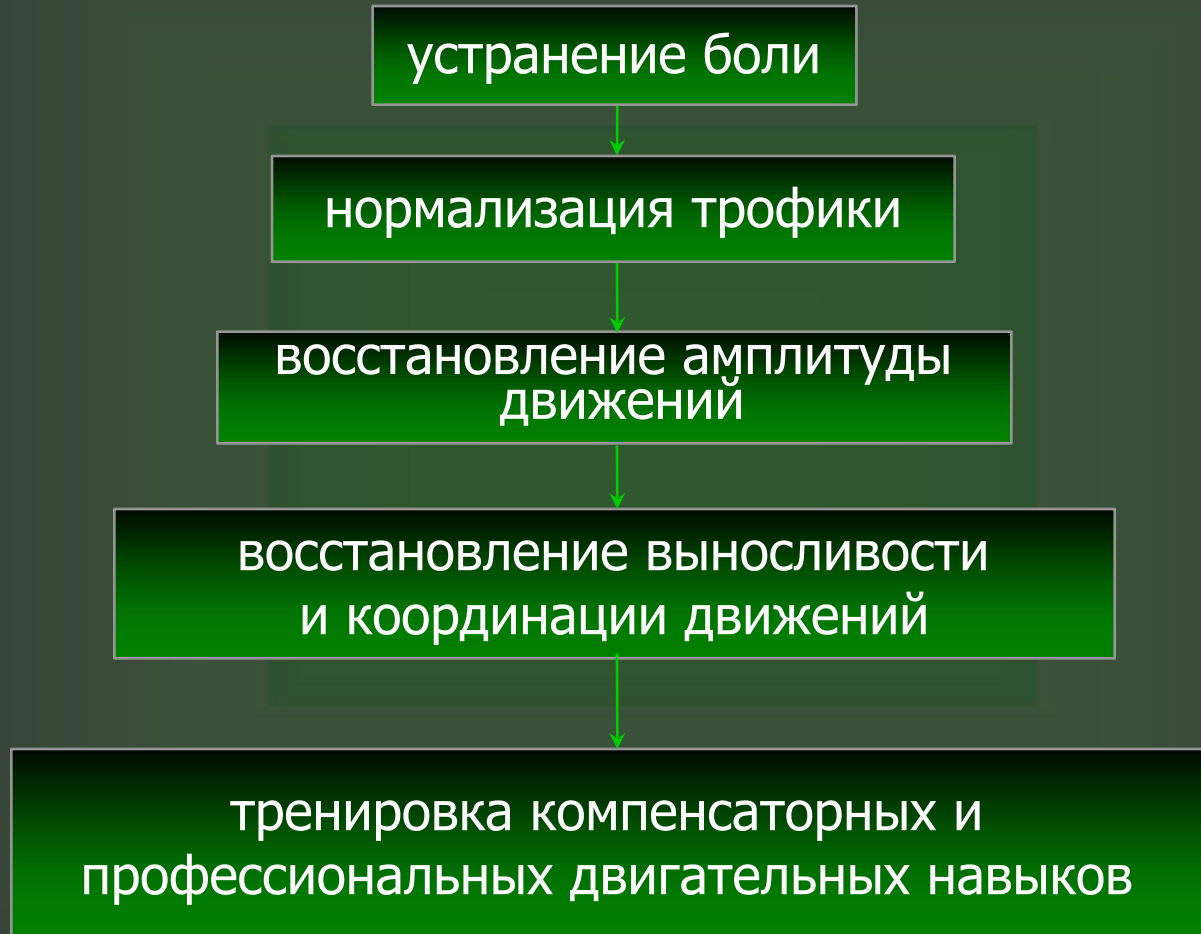 устранение боли
нормализация трофики
восстановление амплитуды
движений
восстановление выносливости
и координации движений
тренировка компенсаторных и
профессиональных двигательных навыков